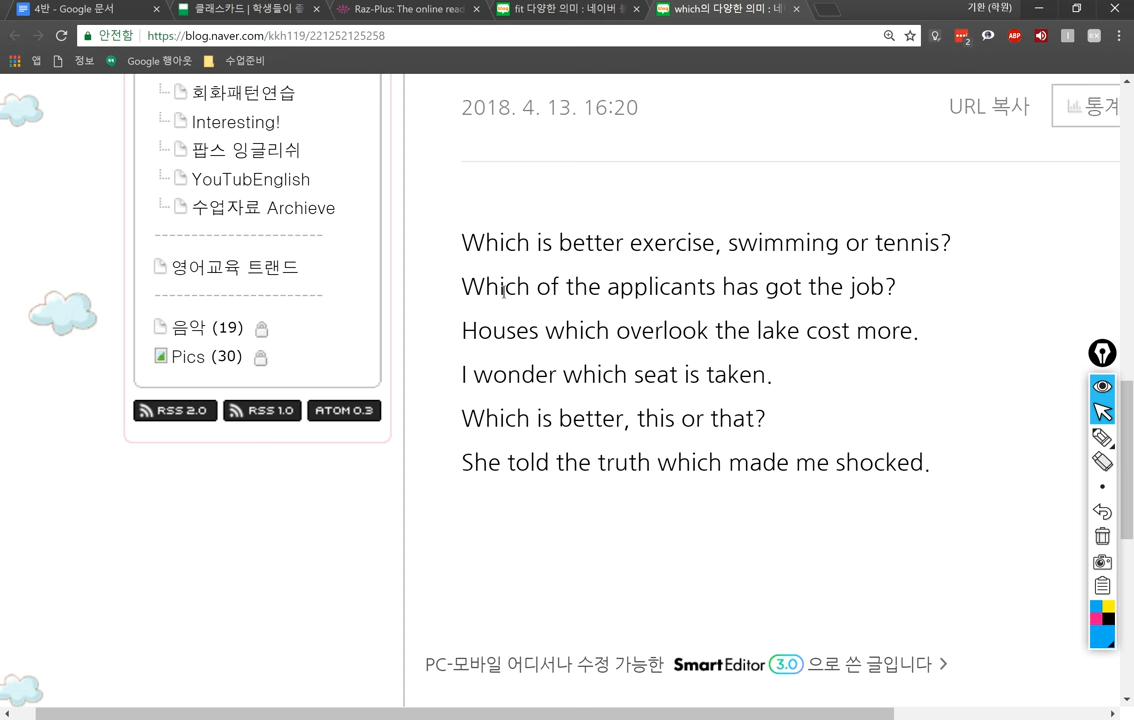 4반 - Google 문서
클래스카드 | 학생들이 좋
Raz-Plus: The online read
fit 다양한 의미 : 네이버 블
which의 다양한 의미 : 네이
기환 (학원)
안전함 https://blog.naver.com/kkh119/221252125258
앱 정보 Google 행아웃 수업준비
회화패턴연습
Interesting!
팝스 잉글리쉬
YouTubEnglish
수업자료 Archieve
영어교육 트랜드
음악 (19)
Pics (30)
RSS 2.0 RSS 1.0 ATOM 0.3
2018. 4. 13. 16:20 URL 복사 통계
Which is better exercise, swimming or tennis?
Which of the applicants has got the job?
Houses which overlook the lake cost more.
I wonder which seat is taken.
Which is better, this or that?
She told the truth which made me shocked.
PC-모바일 어디서나 수정 가능한 SmartEditor 3.0 으로 쓴 글입니다